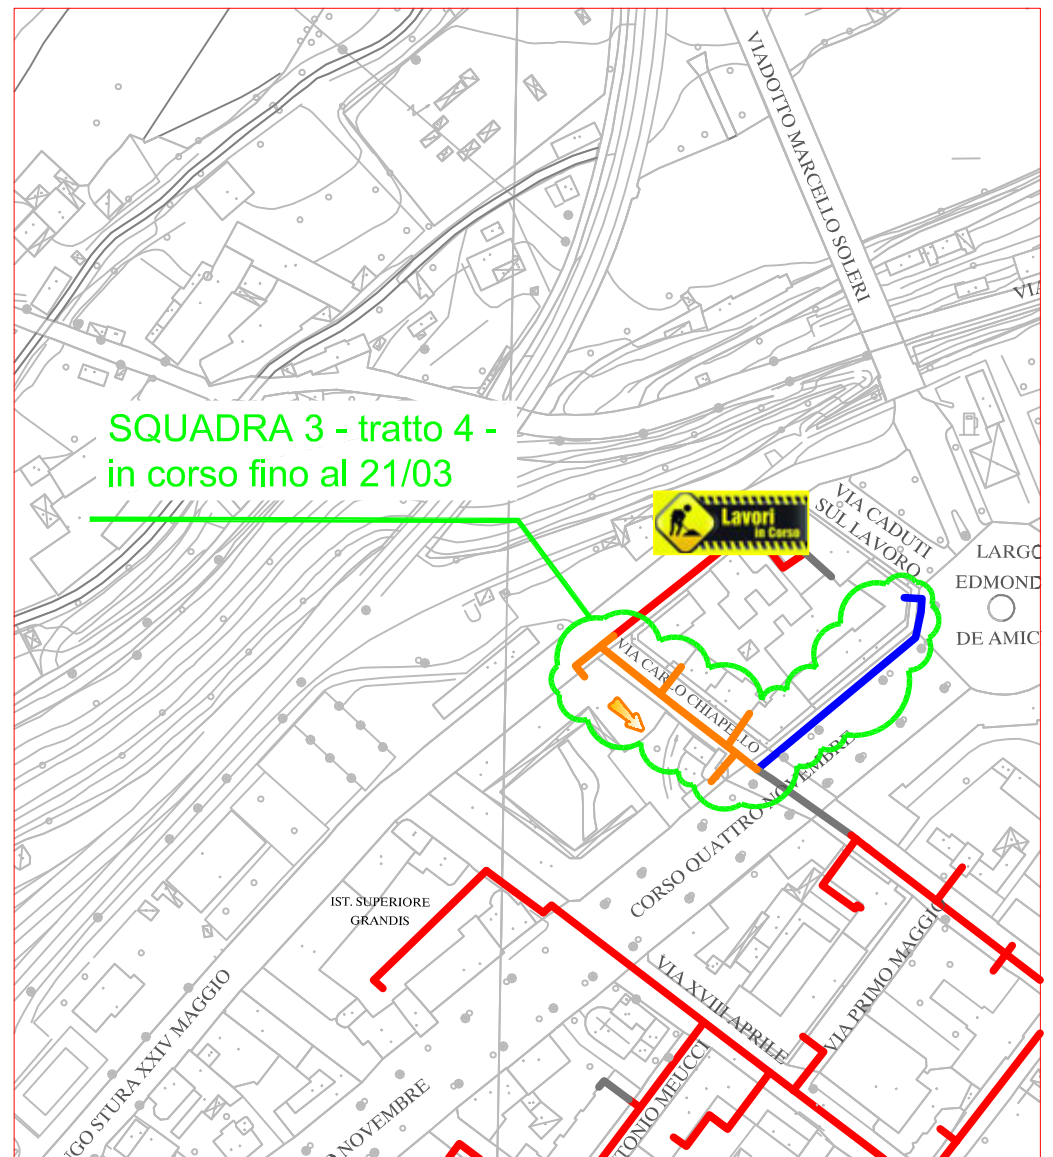 VIADOTTO MARCELLO SOLERI
SQUADRA 3 - tratto 4 -
in corso fino al 21/03
Lavori
in Corso
VIA CADUTI
SUL LAVORO
LARGO
EDMOND
DE AMIC
VIA CARLO CHIAPELLO
CORSO QUATTRO NOVEMBRE
IST. SUPERIORE
GRANDIS
VIA XVIII APRILE
VIA PRIMO MAGGIO
NGO STURA XXIV MAGGIO
O NOVEMBRE
TONIO MEUCCI
VIA